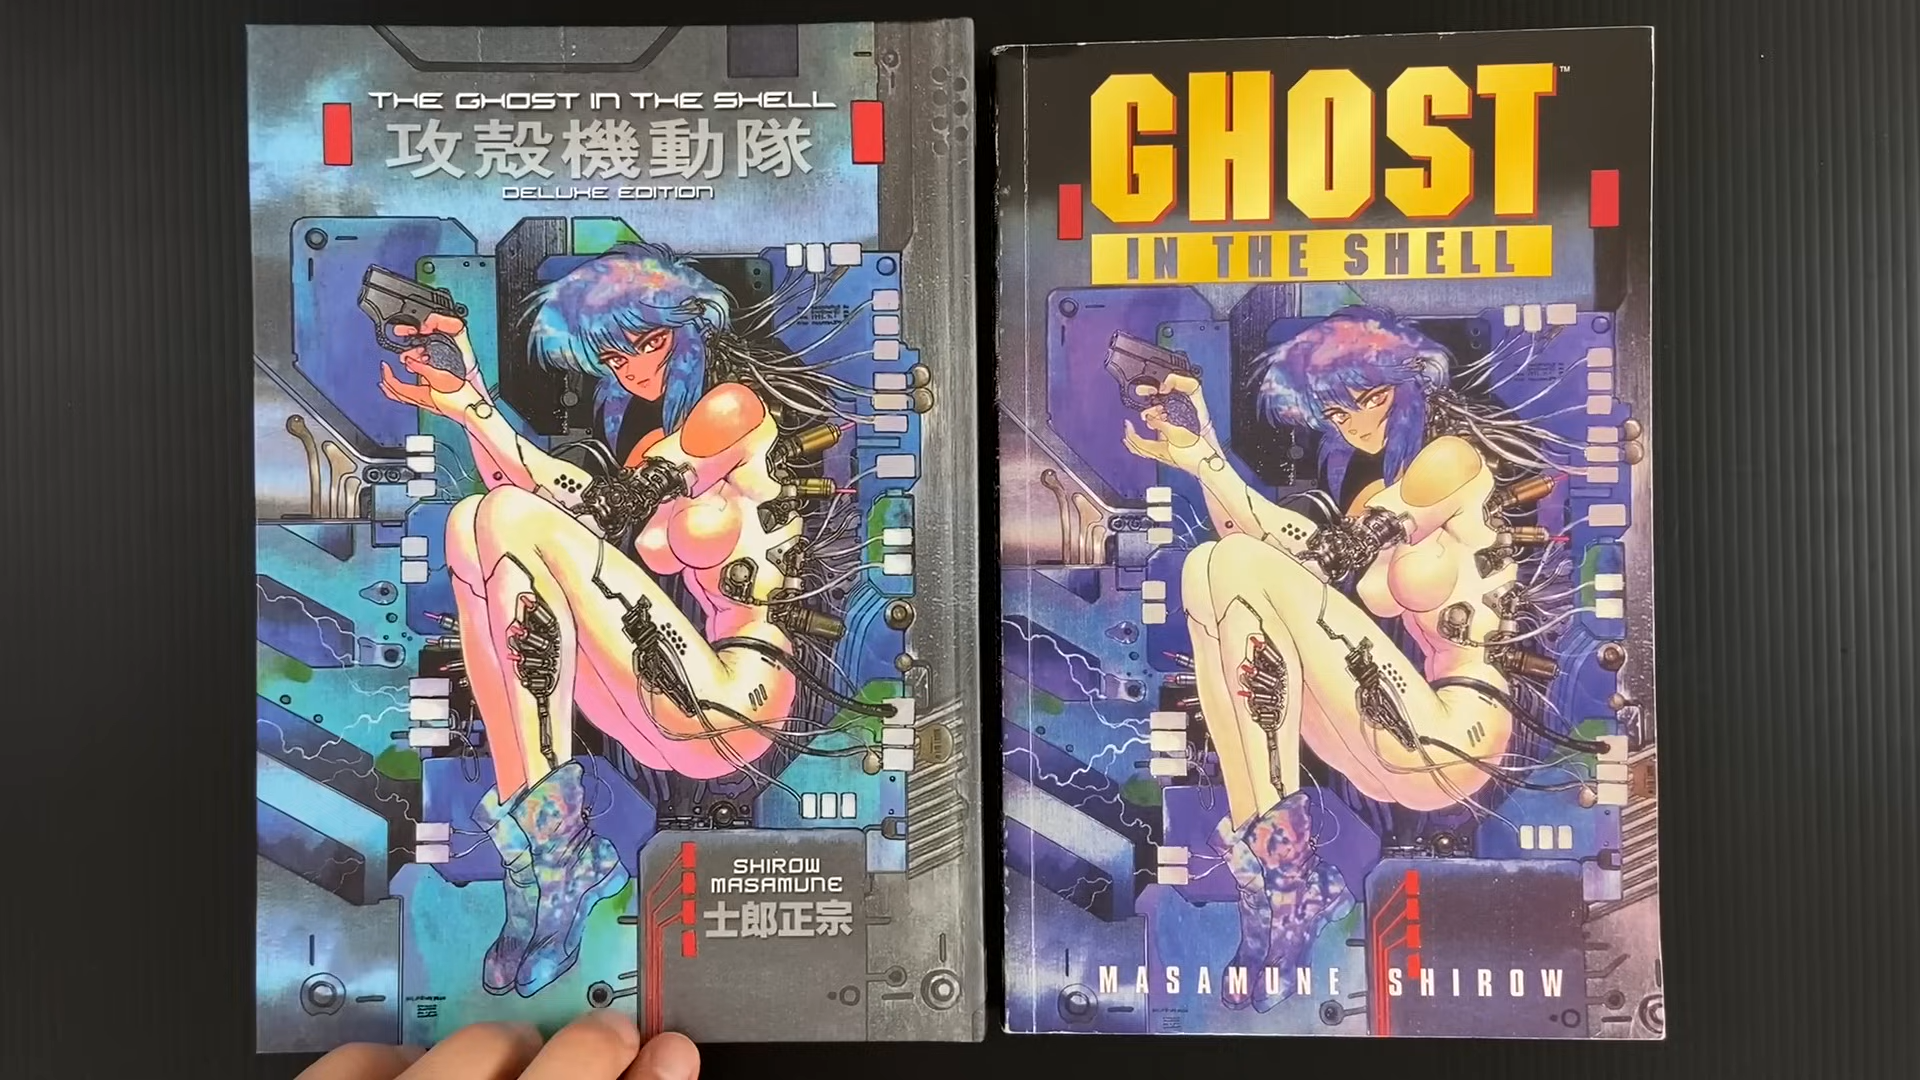 THE GHOST IN THE SHELL
攻殻機動隊
DELUXE EDITION
SHIROW
MASAMUNE
士郎正宗
GHOST™
IN THE SHELL
MASAMUNE SHIROW